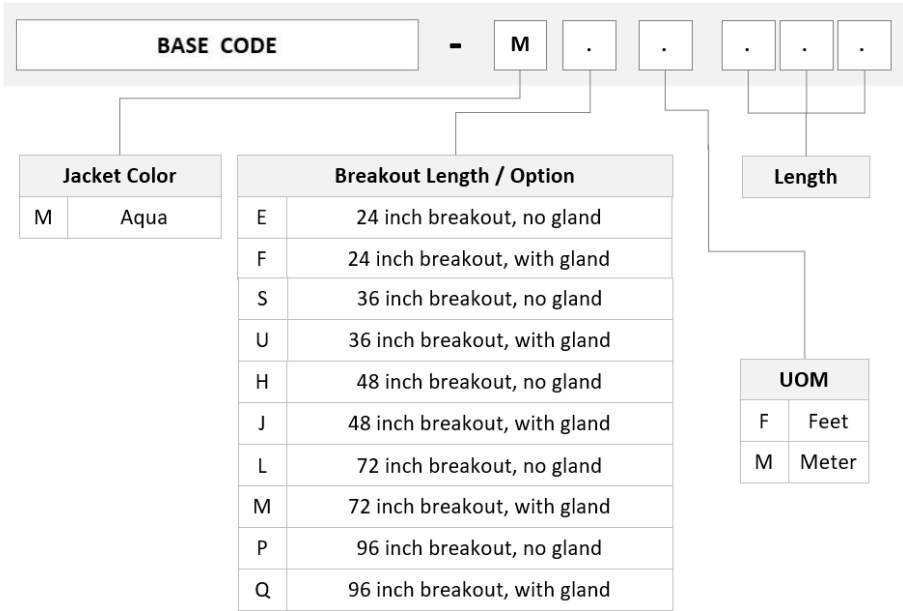 BASE CODE - M . . . . .
Jacket Color
M Aqua
Breakout Length / Option
E 24 inch breakout, no gland
F 24 inch breakout, with gland
S 36 inch breakout, no gland
U 36 inch breakout, with gland
H 48 inch breakout, no gland
J 48 inch breakout, with gland
L 72 inch breakout, no gland
M 72 inch breakout, with gland
P 96 inch breakout, no gland
Q 96 inch breakout, with gland
Length
UOM
F Feet
M Meter